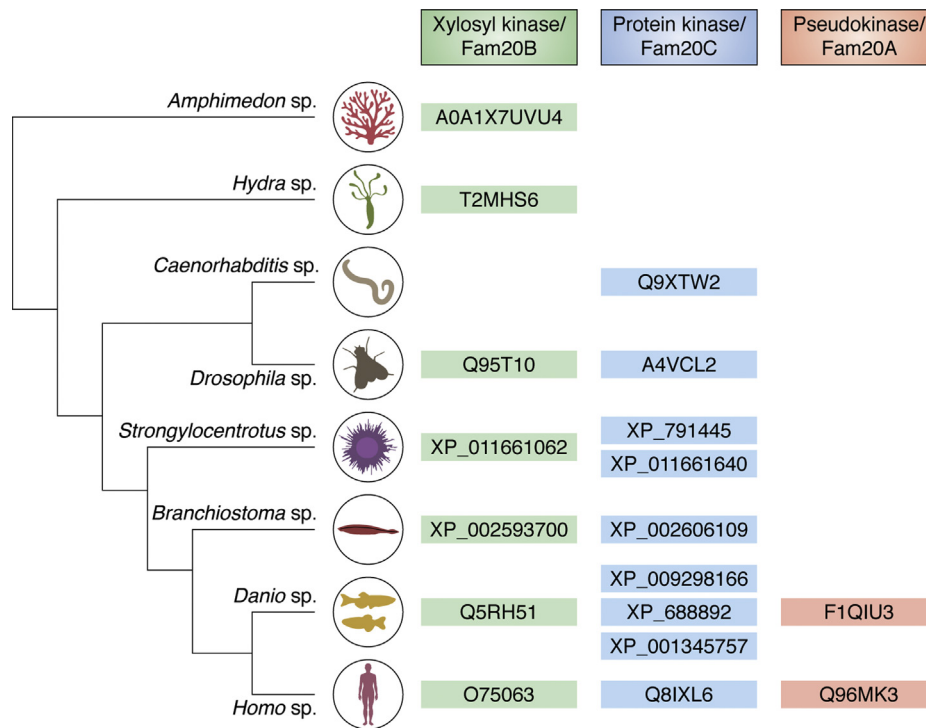 Xylosyl kinase/
Fam20B
Protein kinase/
Fam20C
Pseudokinase/
Fam20A
Amphimedon sp.
A0A1X7UVU4
Hydra sp.
T2MHS6
Caenorhabditis sp.
Q9XTW2
Drosophila sp.
Q95T10
A4VCL2
Strongylocentrotus sp.
XP_011661062
XP_791445
XP_011661640
Branchiostoma sp.
XP_002593700
XP_002606109
Danio sp.
Q5RH51
XP_009298166
XP_688892
XP_001345757
F1QIU3
Homo sp.
O75063
Q8IXL6
Q96MK3